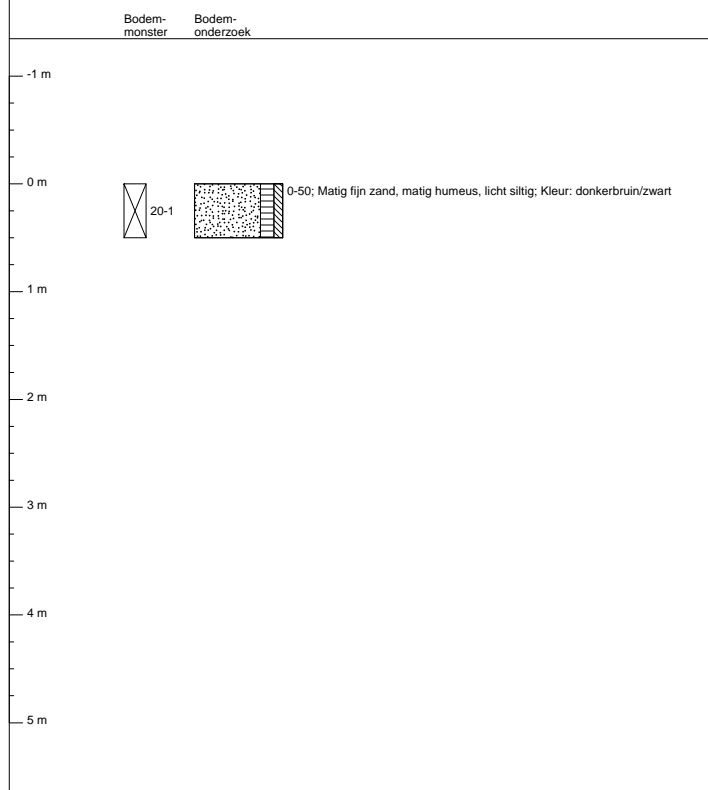 Bodem-
monster
Bodem-
onderzoek
-1 m
0 m
20-1
0-50; Matig fijn zand, matig humeus, licht siltig; Kleur: donkerbruin/zwart
1 m
2 m
3 m
4 m
5 m